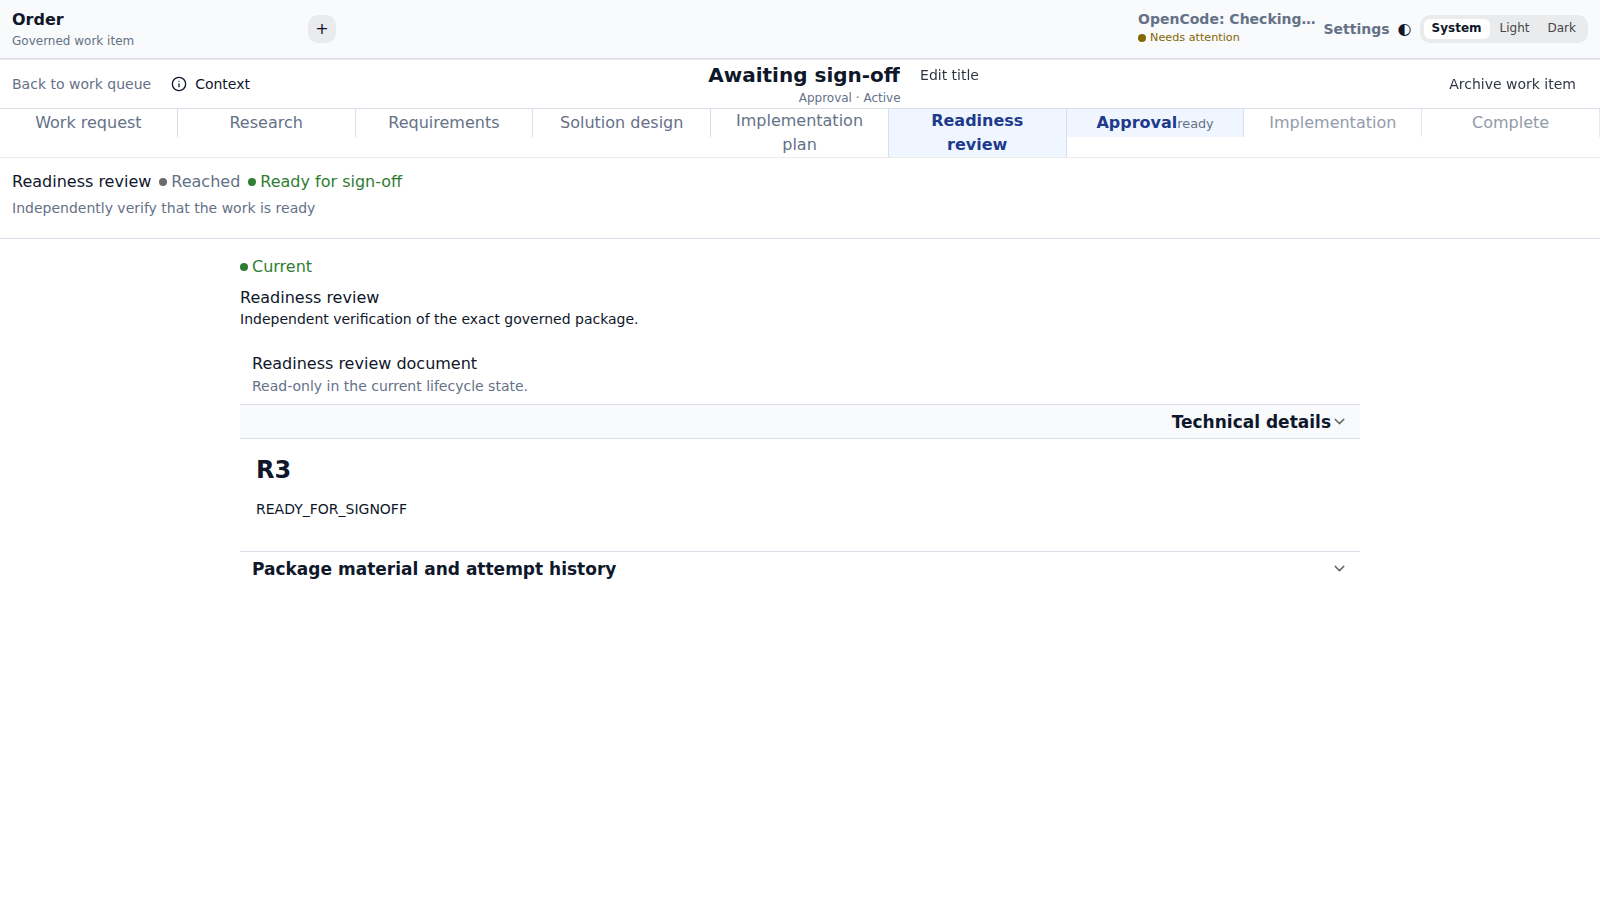 Order
Governed work item
+
OpenCode: Checking…
Needs attention
Settings
System Light Dark
Back to work queue
Context
Awaiting sign-off
Edit title
Approval · Active
Archive work item
Work request
Research
Requirements
Solution design
Implementation
plan
Readiness
review
Approval ready
Implementation
Complete
Readiness review Reached Ready for sign-off
Independently verify that the work is ready
Current
Readiness review
Independent verification of the exact governed package.
Readiness review document
Read-only in the current lifecycle state.
Technical details
R3
READY_FOR_SIGNOFF
Package material and attempt history